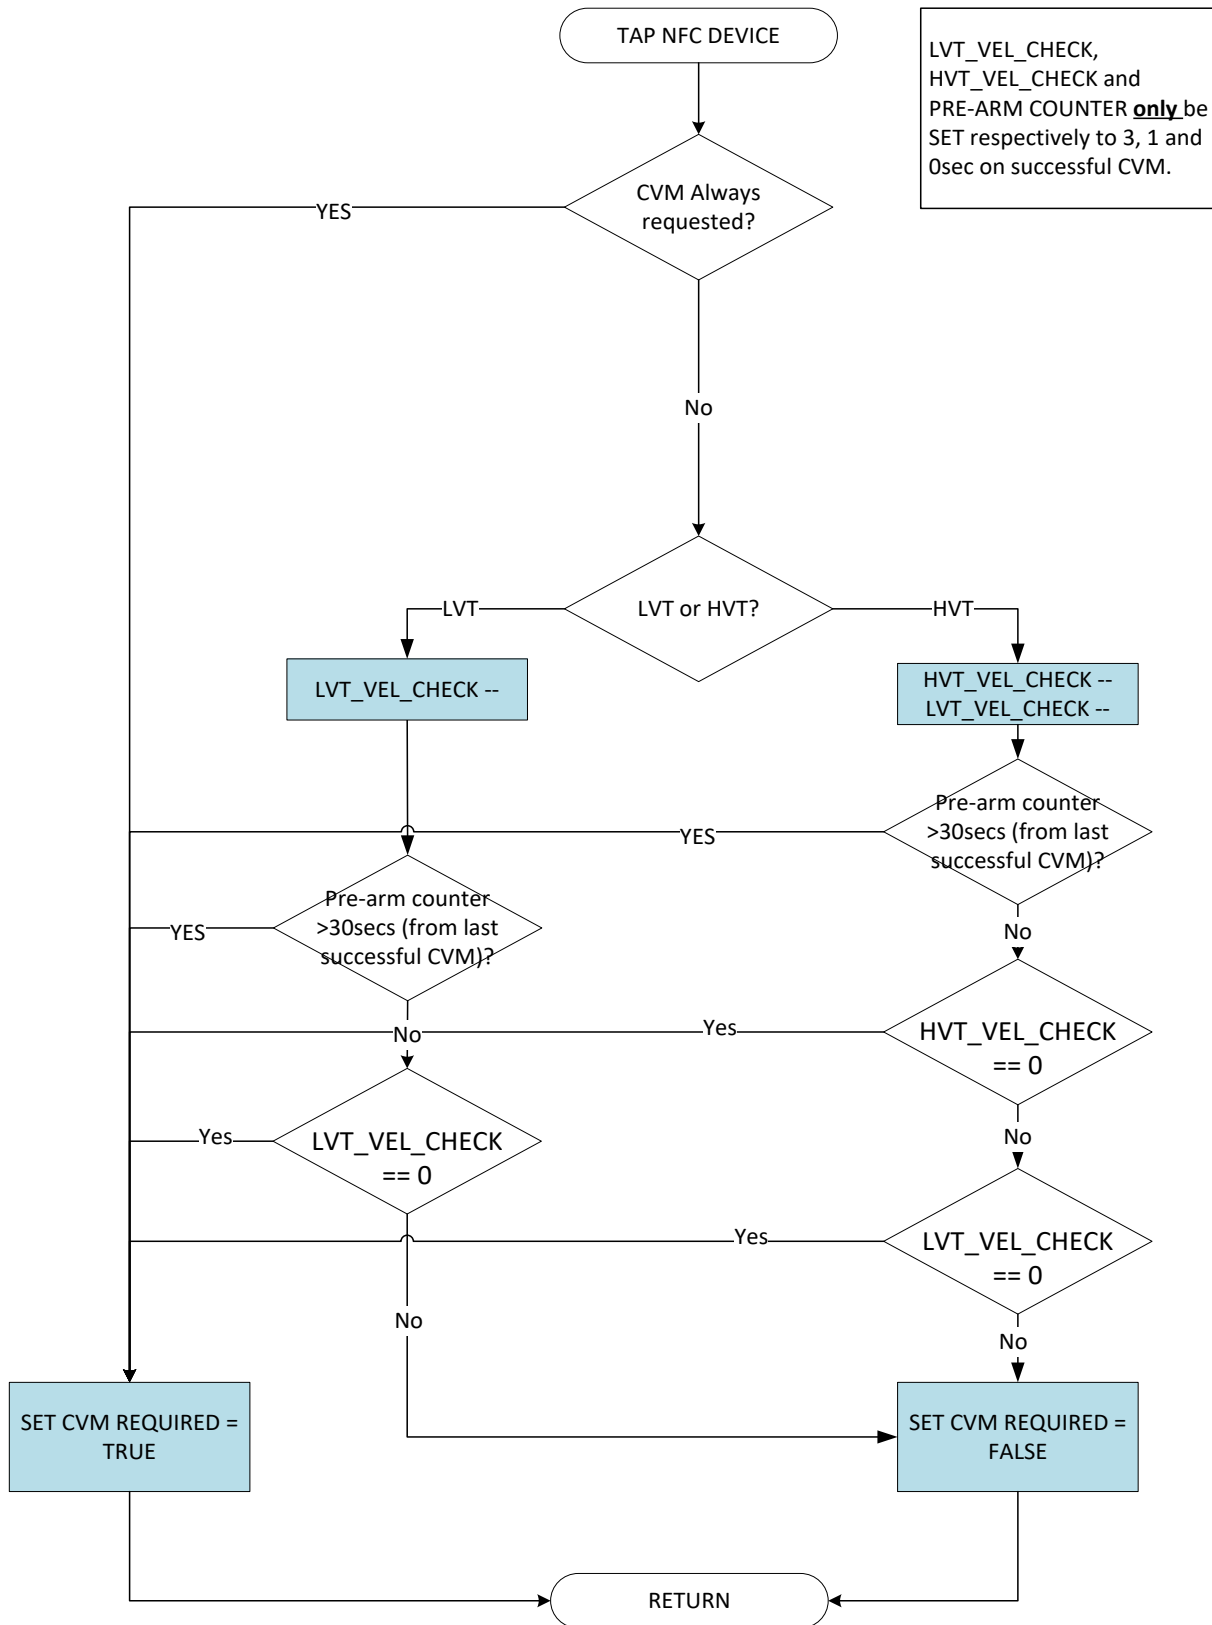 TAP NFC DEVICE
LVT_VEL_CHECK,
HVT_VEL_CHECK and
PRE-ARM COUNTER only be
SET respectively to 3, 1 and
0sec on successful CVM.
CVM Always
requested?
YES
No
LVT or HVT?
LVT
HVT
LVT_VEL_CHECK --
HVT_VEL_CHECK --
LVT_VEL_CHECK --
Pre-arm counter
>30secs (from last
successful CVM)?
YES
Pre-arm counter
>30secs (from last
successful CVM)?
YES
No
No
HVT_VEL_CHECK
== 0
Yes
LVT_VEL_CHECK
== 0
Yes
No
LVT_VEL_CHECK
== 0
Yes
No
No
SET CVM REQUIRED =
TRUE
SET CVM REQUIRED =
FALSE
RETURN